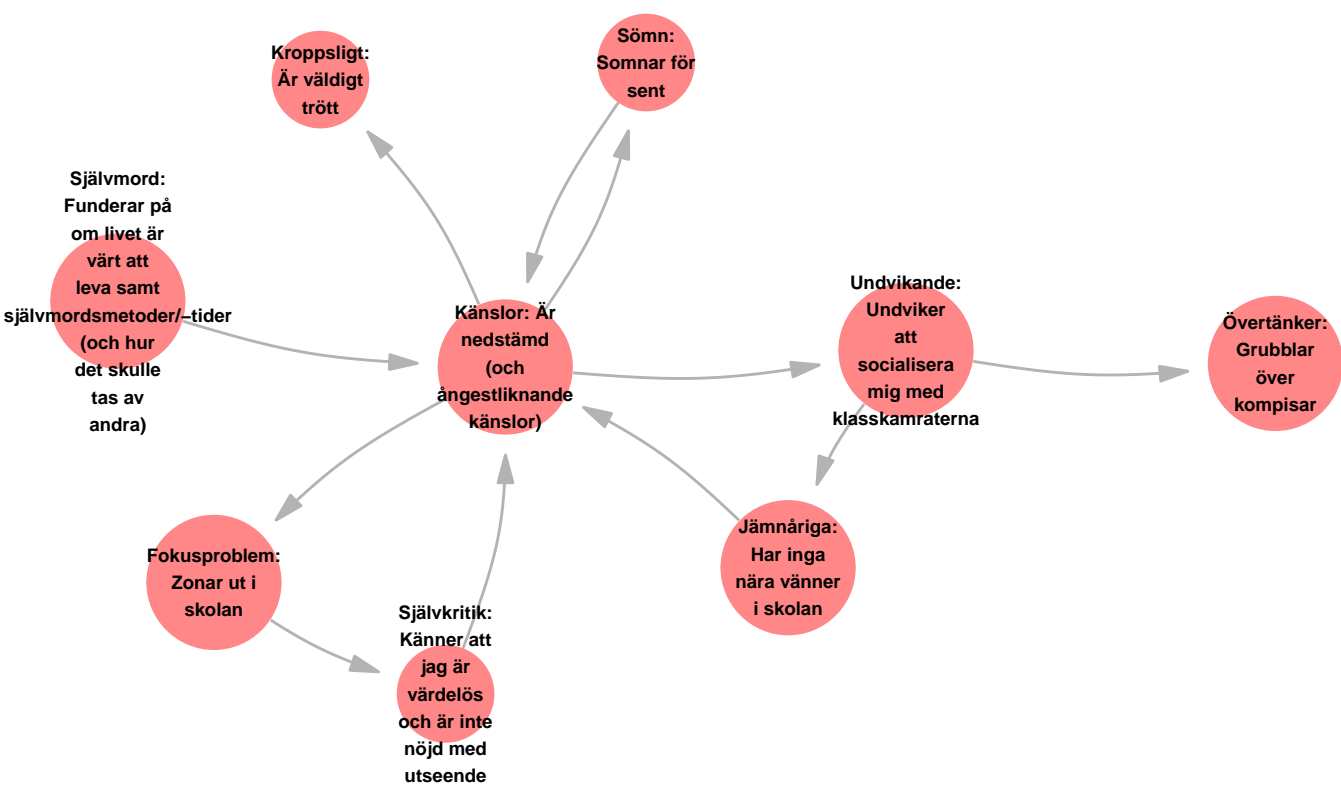 Kroppsligt:
Är väldigt
trött
Sömn:
Somnar för
sent
Självmord:
Funderar på
om livet är
värt att
leva samt
självmordsmetoder/−tider
(och hur
det skulle
tas av
andra)
Känslor: Är
nedstämd
(och
ångestliknande
känslor)
Undvikande:
Undviker
att
socialisera
mig med
klasskamraterna
Övertänker:
Grubblar
över
kompisar
Fokusproblem:
Zonar ut i
skolan
Självkritik:
Känner att
jag är
värdelös
och är inte
nöjd med
utseende
Jämnåriga:
Har inga
nära vänner
i skolan